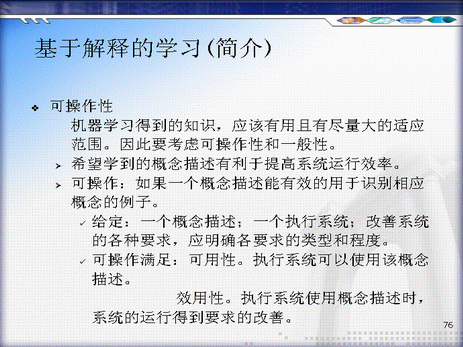 基于解释的学习(简介)
❖ 可操作性
机器学习得到的知识，应该有用且有尽量大的适应
范围。因此要考虑可操作性和一般性。
➢ 希望学到的概念描述有利于提高系统运行效率。
➢ 可操作：如果一个概念描述能有效的用于识别相应
概念的例子。
✓ 给定：一个概念描述；一个执行系统；改善系统
的各种要求，应明确各要求的类型和程度。
✓ 可操作满足：可用性。执行系统可以使用该概念
描述。
效用性。执行系统使用概念描述时，
系统的运行得到要求的改善。
76